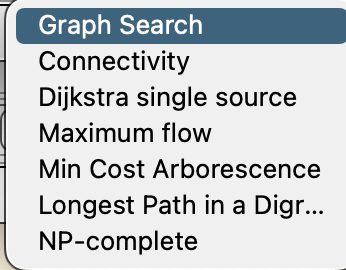 Graph Search
Connectivity
Dijkstra single source
Maximum flow
Min Cost Arborescence
Longest Path in a Digr...
NP-complete